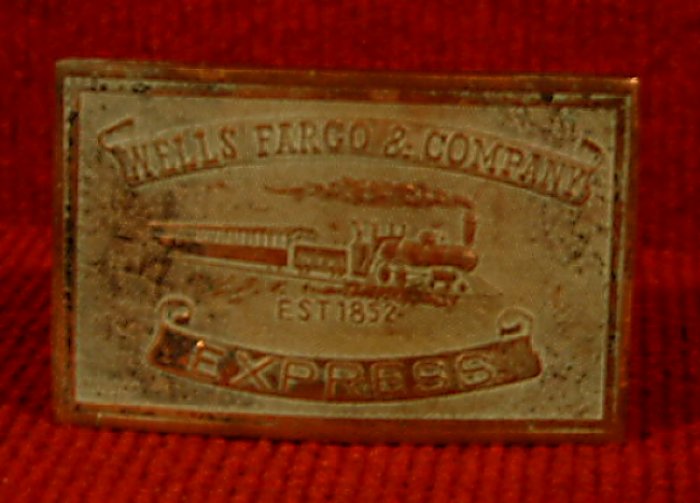 WELLS FARGO & COMPANY
EST 1852
EXPRESS